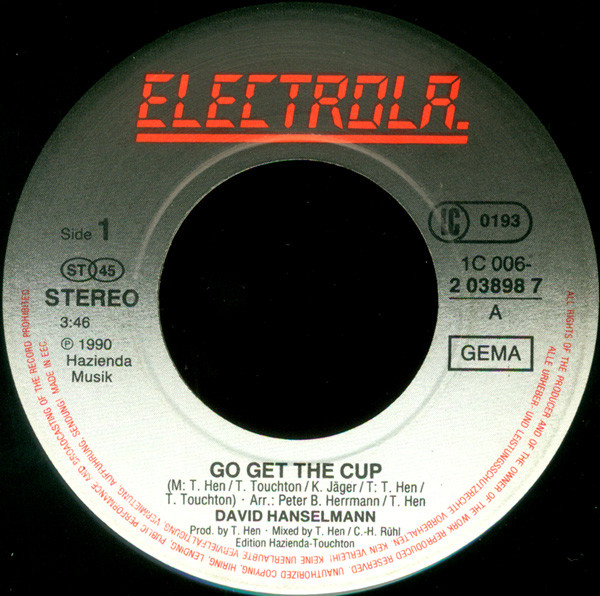 ELECTROLA.
Side 1
ST 45
STEREO
3:46
℗ 1990
Hazienda
Musik
LC 0193
1C 006-
2 03898 7
A
GEMA
GO GET THE CUP
(M: T. Hen / T. Touchton / K. Jäger / T: T. Hen /
T. Touchton) · Arr.: Peter B. Herrmann / T. Hen
DAVID HANSELMANN
Prod. by T. Hen · Mixed by T. Hen / C.-H. Rühl
Edition Hazienda-Touchton
ALL RIGHTS OF THE PRODUCER AND OF THE OWNER OF THE WORK REPRODUCED RESERVED. UNAUTHORIZED COPYING, HIRING, LENDING, PUBLIC PERFORMANCE AND BROADCASTING OF THE RECORD PROHIBITED
ALLE URHEBER- UND LEISTUNGSSCHUTZRECHTE VORBEHALTEN. KEIN VERLEIH! KEINE UNERLAUBTE VERVIELFÄLTIGUNG, VERMIETUNG, AUFFÜHRUNG, SENDUNG! MADE IN EEC.